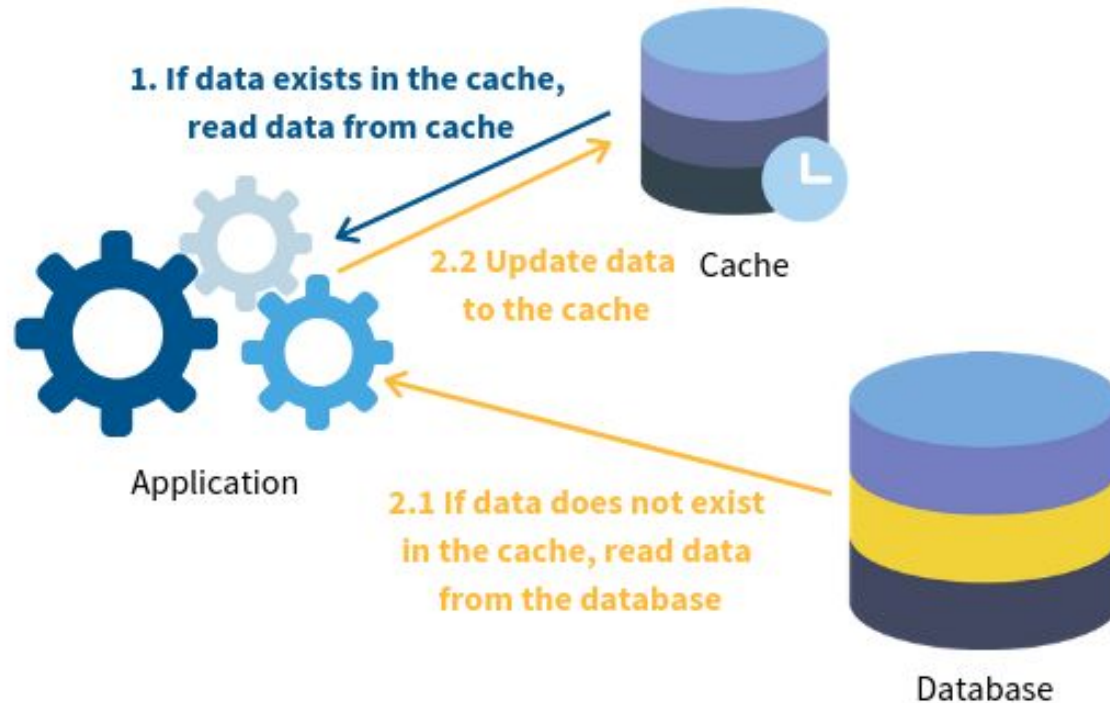 1. If data exists in the cache,
read data from cache
2.2 Update data
to the cache
Cache
Application
2.1 If data does not exist
in the cache, read data
from the database
Database